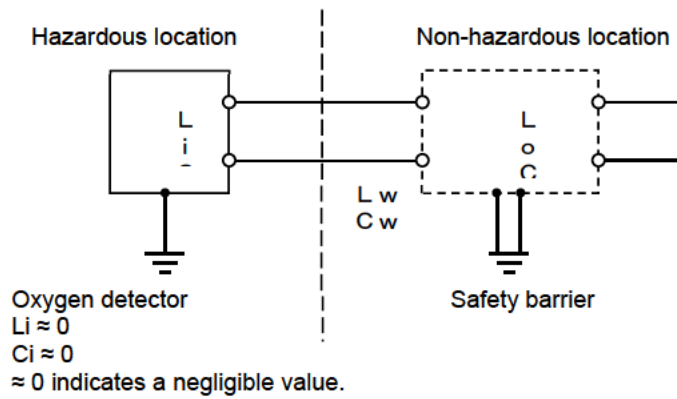 Hazardous location
Non-hazardous location
L
i
L
o
C
L w
C w
Oxygen detector
Safety barrier
Li ≈ 0
Ci ≈ 0
≈ 0 indicates a negligible value.